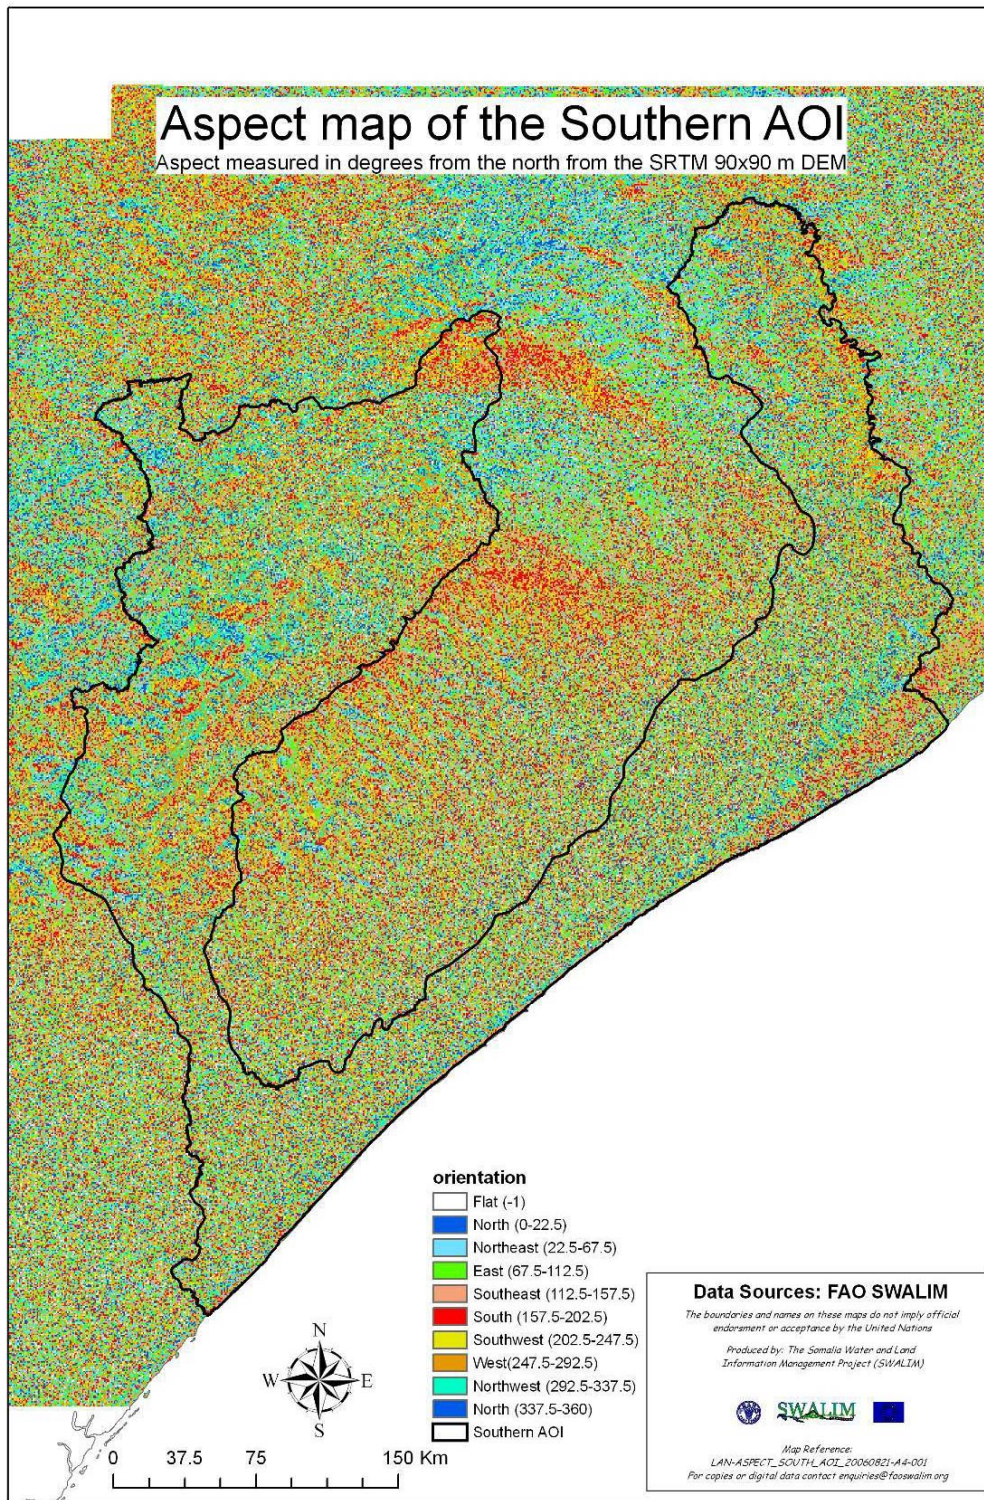 Aspect map of the Southern AOI
Aspect measured in degrees from the north from the SRTM 90x90 m DEM
orientation
Flat (-1)
North (0-22.5)
Northeast (22.5-67.5)
East (67.5-112.5)
Southeast (112.5-157.5)
South (157.5-202.5)
Southwest (202.5-247.5)
West(247.5-292.5)
Northwest (292.5-337.5)
North (337.5-360)
Southern AOI
N
W E
S
0 37.5 75 150 Km
Data Sources: FAO SWALIM
The boundaries and names on these maps do not imply official
endorsment or acceptance by the United Nations
Produced by: The Somalia Water and Land
Information Management Project (SWALIM)
SWALIM
Map Reference:
LAN-ASPECT_SOUTH_AOI_20060821-A4-001
For copies or digital data contact enquiries@faoswalim.org